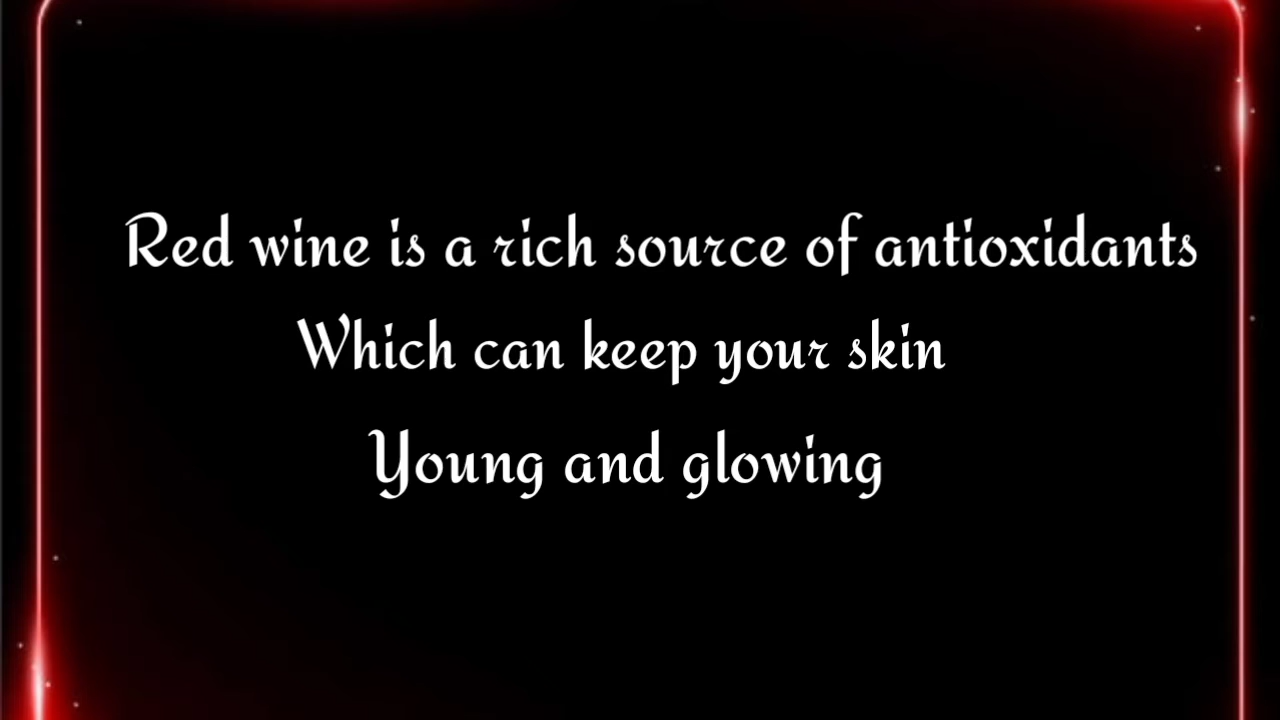 Red wine is a rich source of antioxidants
Which can keep your skin
Young and glowing